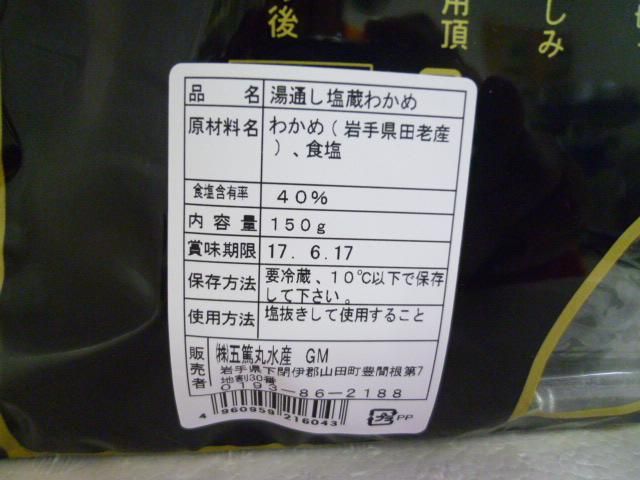 後
用頂
しみ
品名 湯通し塩蔵わかめ
原材料名 わかめ(岩手県田老産
)、食塩
食塩含有率 40%
内容量 150g
賞味期限 17. 6.17
保存方法 要冷蔵、10℃以下で保存
して下さい。
使用方法 塩抜きして使用すること
販売者 ㈱五篤丸水産 GM
岩手県下閉伊郡山田町豊間根第7
地割30番
0193-86-2188
4 960959 216043
PP